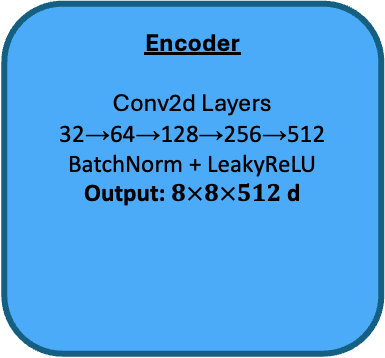 Encoder
Conv2d Layers
32→64→128→256→512
BatchNorm + LeakyReLU
Output: 8×8×512 d